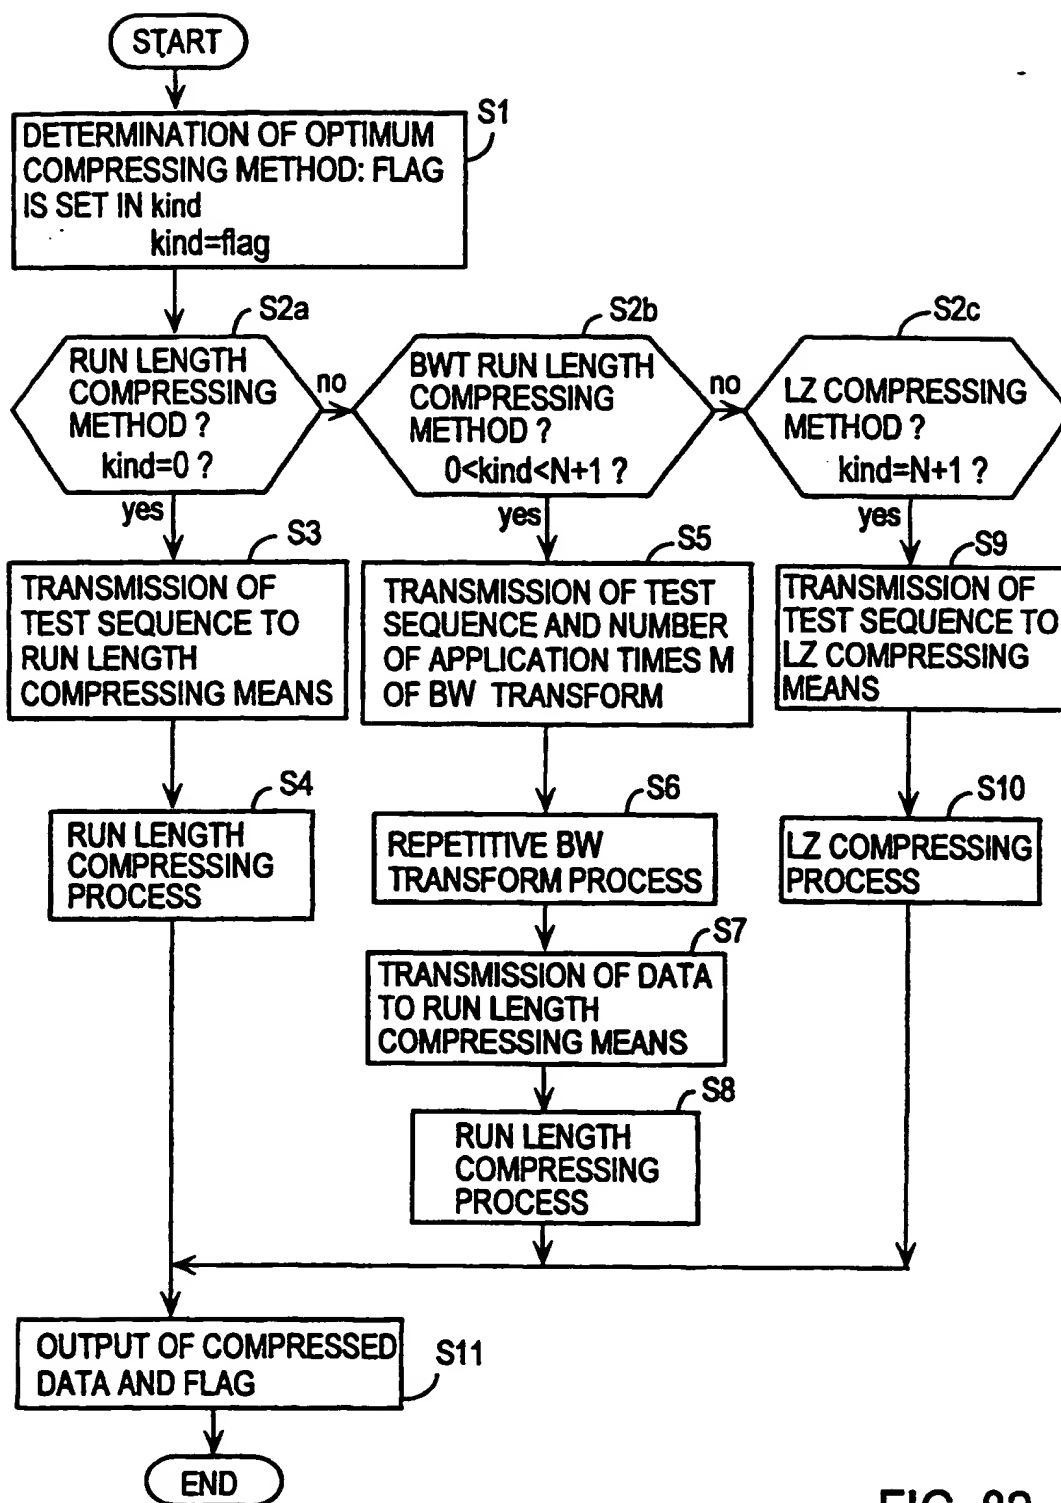 START
S1
DETERMINATION OF OPTIMUM
COMPRESSING METHOD: FLAG
IS SET IN kind
kind=flag
S2a
RUN LENGTH
COMPRESSING
METHOD ?
kind=0 ?
no
yes
S2b
BWT RUN LENGTH
COMPRESSING
METHOD ?
0<kind<N+1 ?
no
yes
S2c
LZ COMPRESSING
METHOD ?
kind=N+1 ?
yes
S3
TRANSMISSION OF
TEST SEQUENCE TO
RUN LENGTH
COMPRESSING MEANS
S4
RUN LENGTH
COMPRESSING
PROCESS
S5
TRANSMISSION OF TEST
SEQUENCE AND NUMBER
OF APPLICATION TIMES M
OF BW TRANSFORM
S6
REPETITIVE BW
TRANSFORM PROCESS
S7
TRANSMISSION OF DATA
TO RUN LENGTH
COMPRESSING MEANS
S8
RUN LENGTH
COMPRESSING
PROCESS
S9
TRANSMISSION OF
TEST SEQUENCE TO
LZ COMPRESSING
MEANS
S10
LZ COMPRESSING
PROCESS
S11
OUTPUT OF COMPRESSED
DATA AND FLAG
END